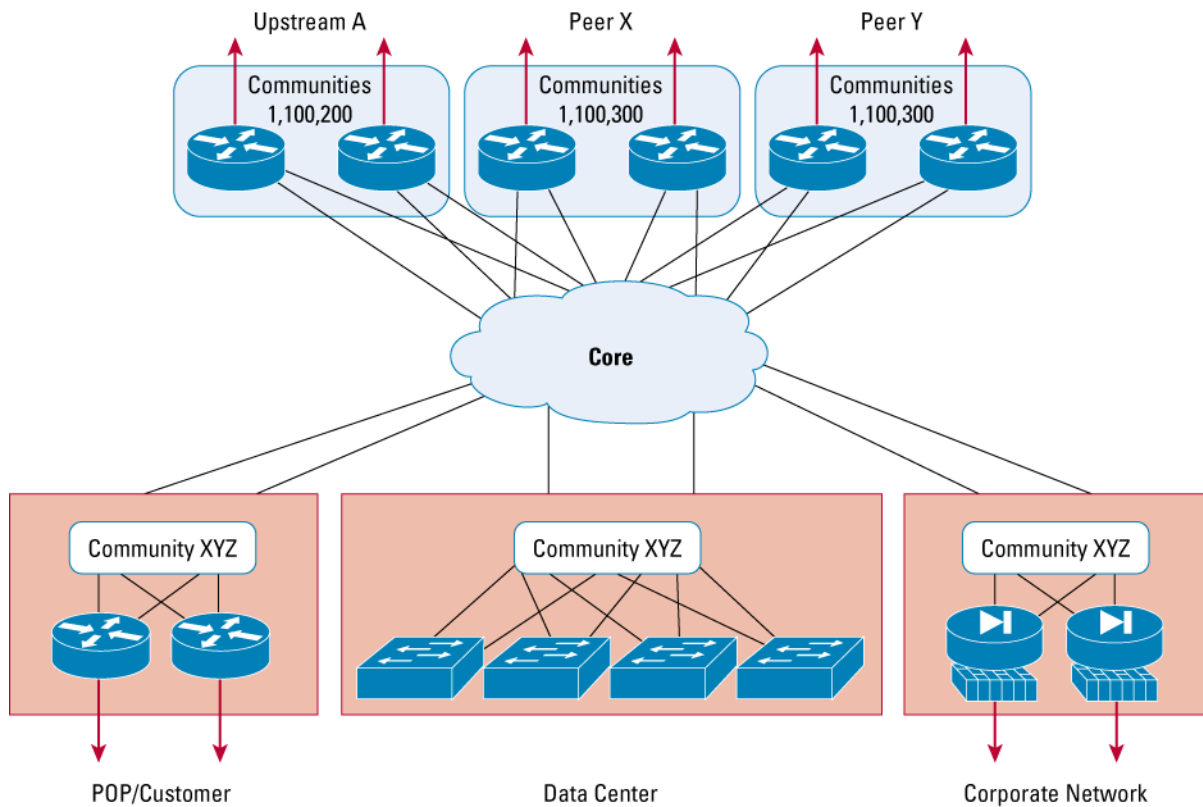 Upstream A
Peer X
Peer Y
Communities
1,100,200
Communities
1,100,300
Communities
1,100,300
Core
Community XYZ
Community XYZ
Community XYZ
POP/Customer
Data Center
Corporate Network